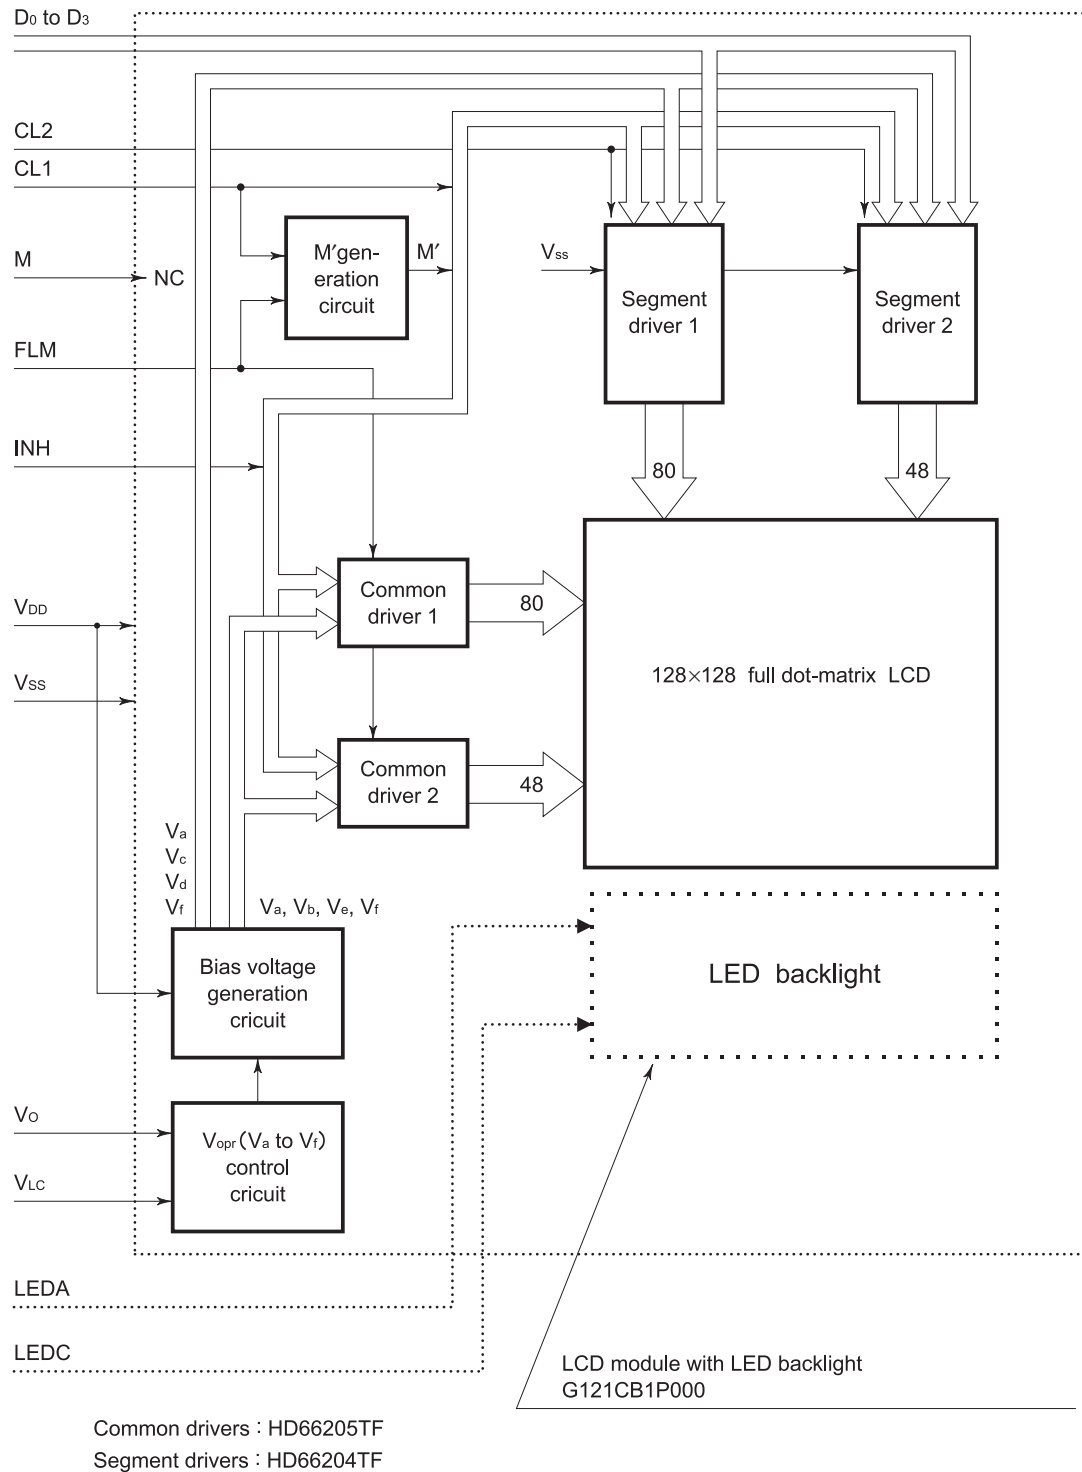 D0 to D3
CL2
CL1
M
NC
M′gen-
eration
circuit
M′
Vss
Segment
driver 1
Segment
driver 2
FLM
INH
80
48
Common
driver 1
80
VDD
VSS
128×128 full dot-matrix LCD
Common
driver 2
48
Va
Vc
Vd
Vf
Va, Vb, Ve, Vf
Bias voltage
generation
cricuit
LED backlight
VO
VLC
Vopr(Va to Vf)
control
cricuit
LEDA
LEDC
LCD module with LED backlight
G121CB1P000
Common drivers : HD66205TF
Segment drivers : HD66204TF